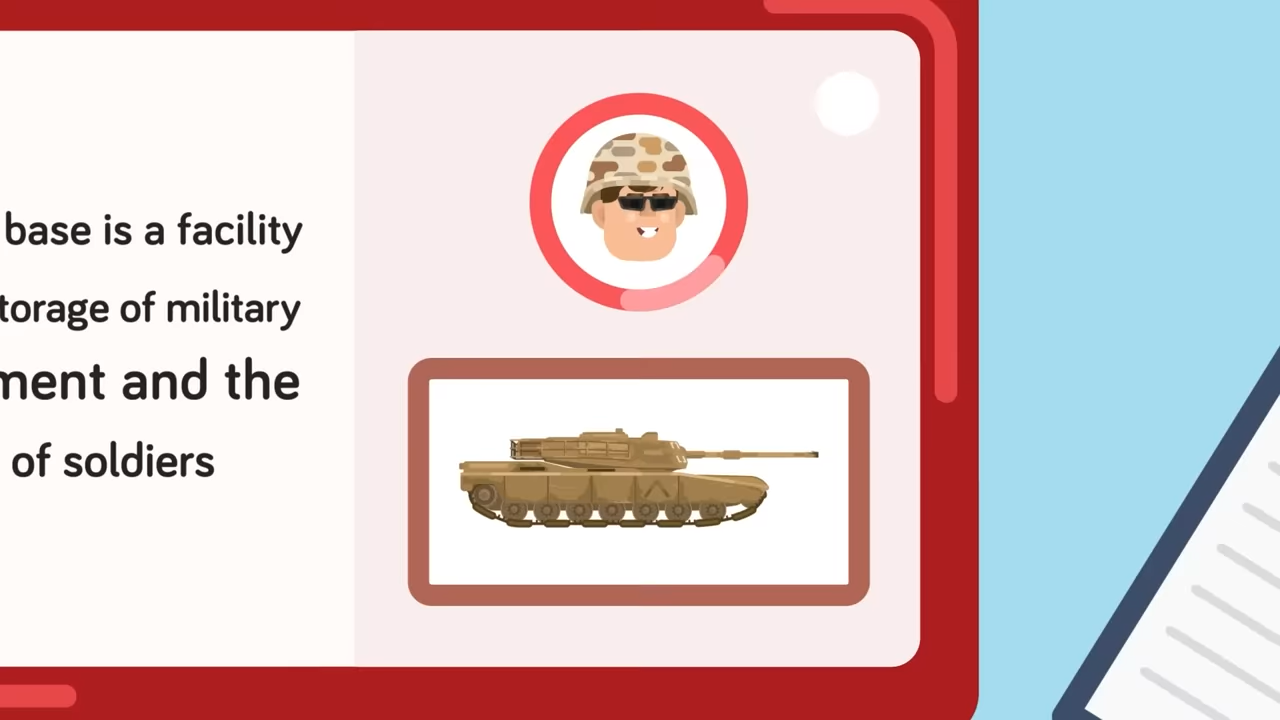 base is a facility
torage of military
ment and the
of soldiers